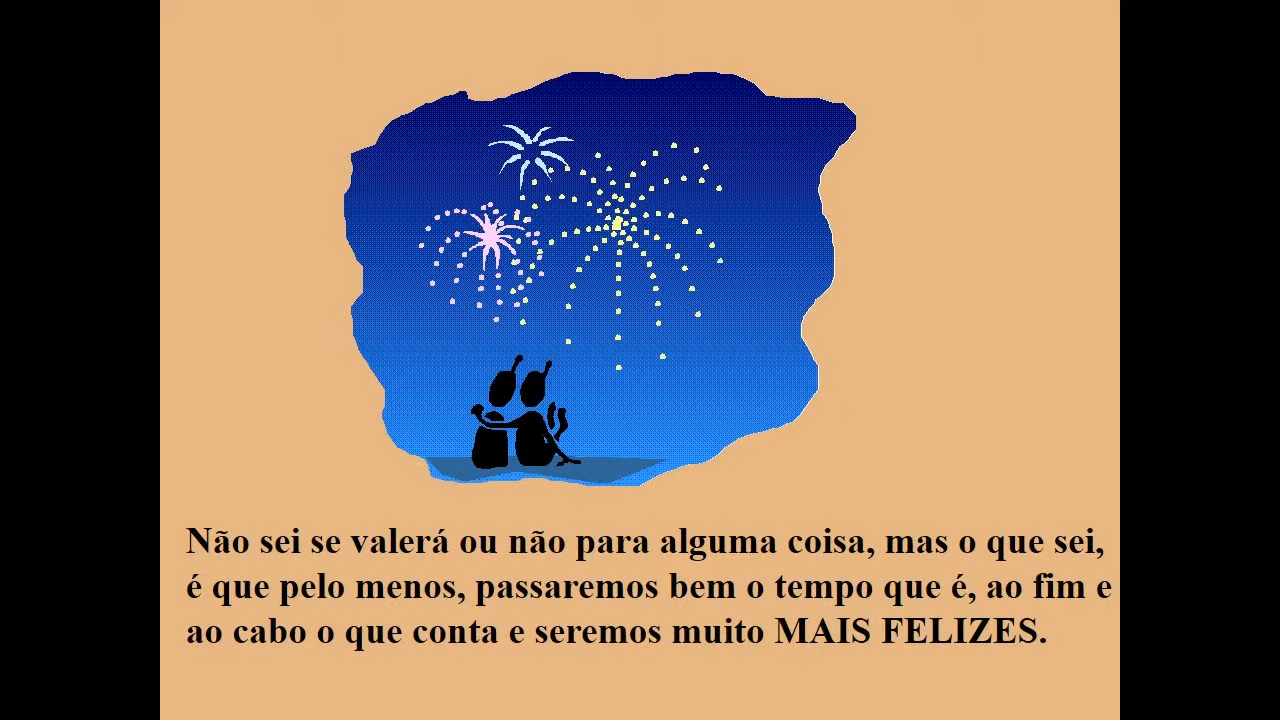 Não sei se valerá ou não para alguma coisa, mas o que sei,
é que pelo menos, passaremos bem o tempo que é, ao fim e
ao cabo o que conta e seremos muito MAIS FELIZES.